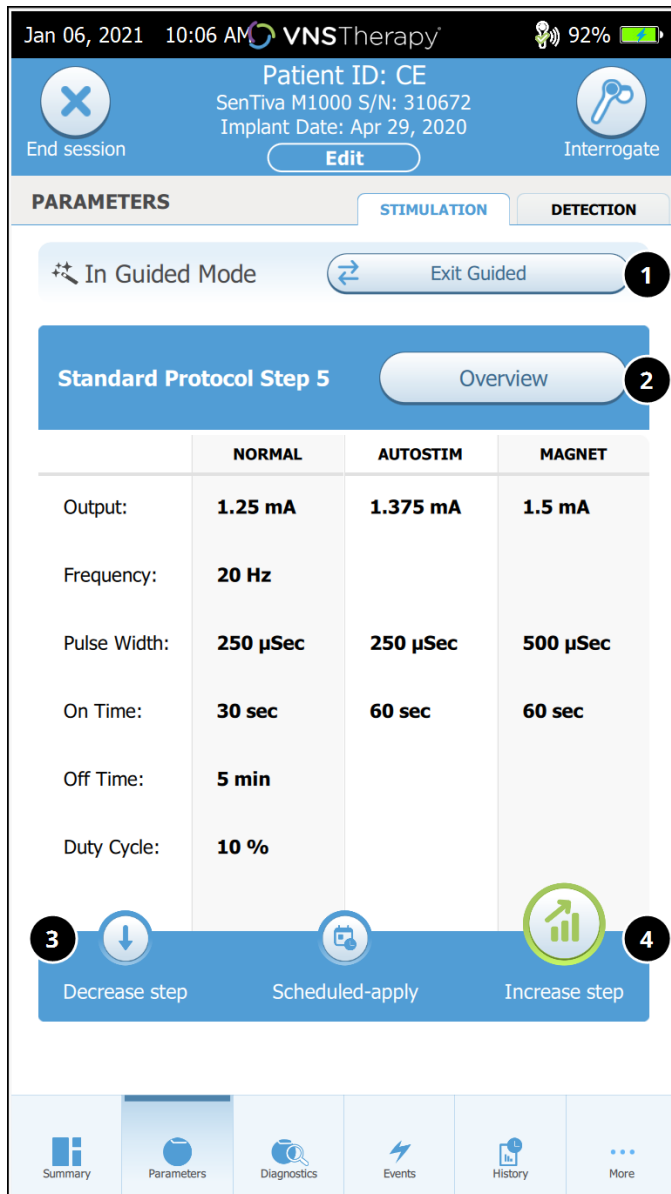 Jan 06, 2021 10:06 AM VNSTherapy 92%
Patient ID: CE
SenTiva M1000 S/N: 310672
Implant Date: Apr 29, 2020
End session Edit Interrogate
PARAMETERS STIMULATION DETECTION
In Guided Mode Exit Guided 1
Standard Protocol Step 5 Overview 2
NORMAL AUTOSTIM MAGNET
Output: 1.25 mA 1.375 mA 1.5 mA
Frequency: 20 Hz
Pulse Width: 250 µSec 250 µSec 500 µSec
On Time: 30 sec 60 sec 60 sec
Off Time: 5 min
Duty Cycle: 10 %
3 4
Decrease step Scheduled-apply Increase step
Summary Parameters Diagnostics Events History More